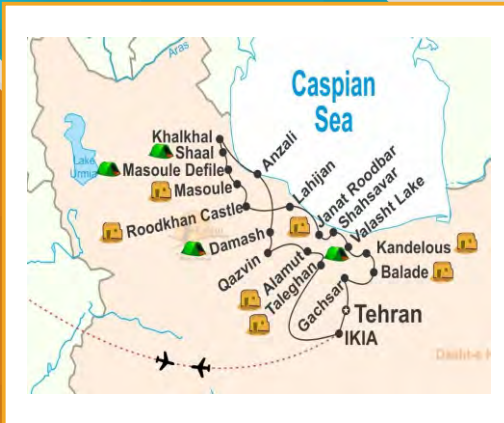 Aras
Caspian
Sea
Lake
Urmia
Khalkhal
Shaal
Masoule Defile
Masoule
Roodkhan Castle
Anzali
Lahijan
Janat Roodbar
Shahsavar
Valasht Lake
Damash
Qazvin
Alamut
Taleghan
Gachsar
Kandelous
Balade
Tehran
IKIA